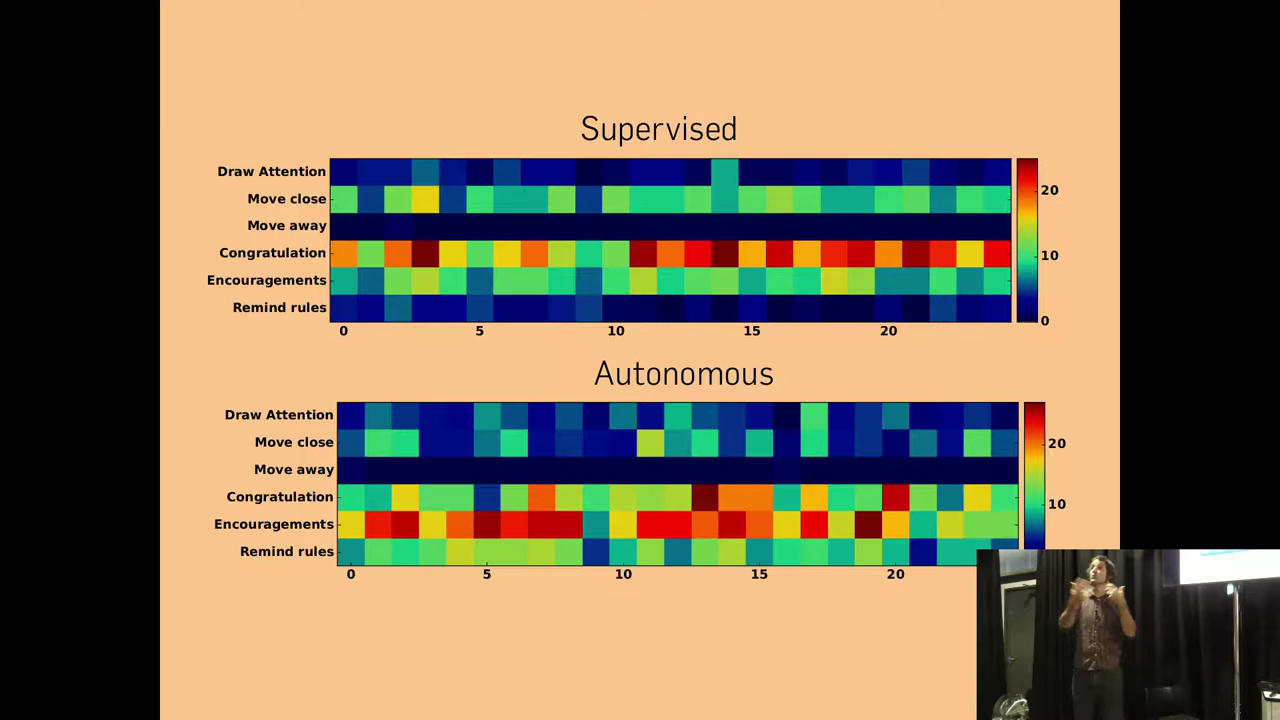 Supervised
Draw Attention
Move close
Move away
Congratulation
Encouragements
Remind rules
20
10
0
0 5 10 15 20
Autonomous
Draw Attention
Move close
Move away
Congratulation
Encouragements
Remind rules
20
10
0 5 10 15 20